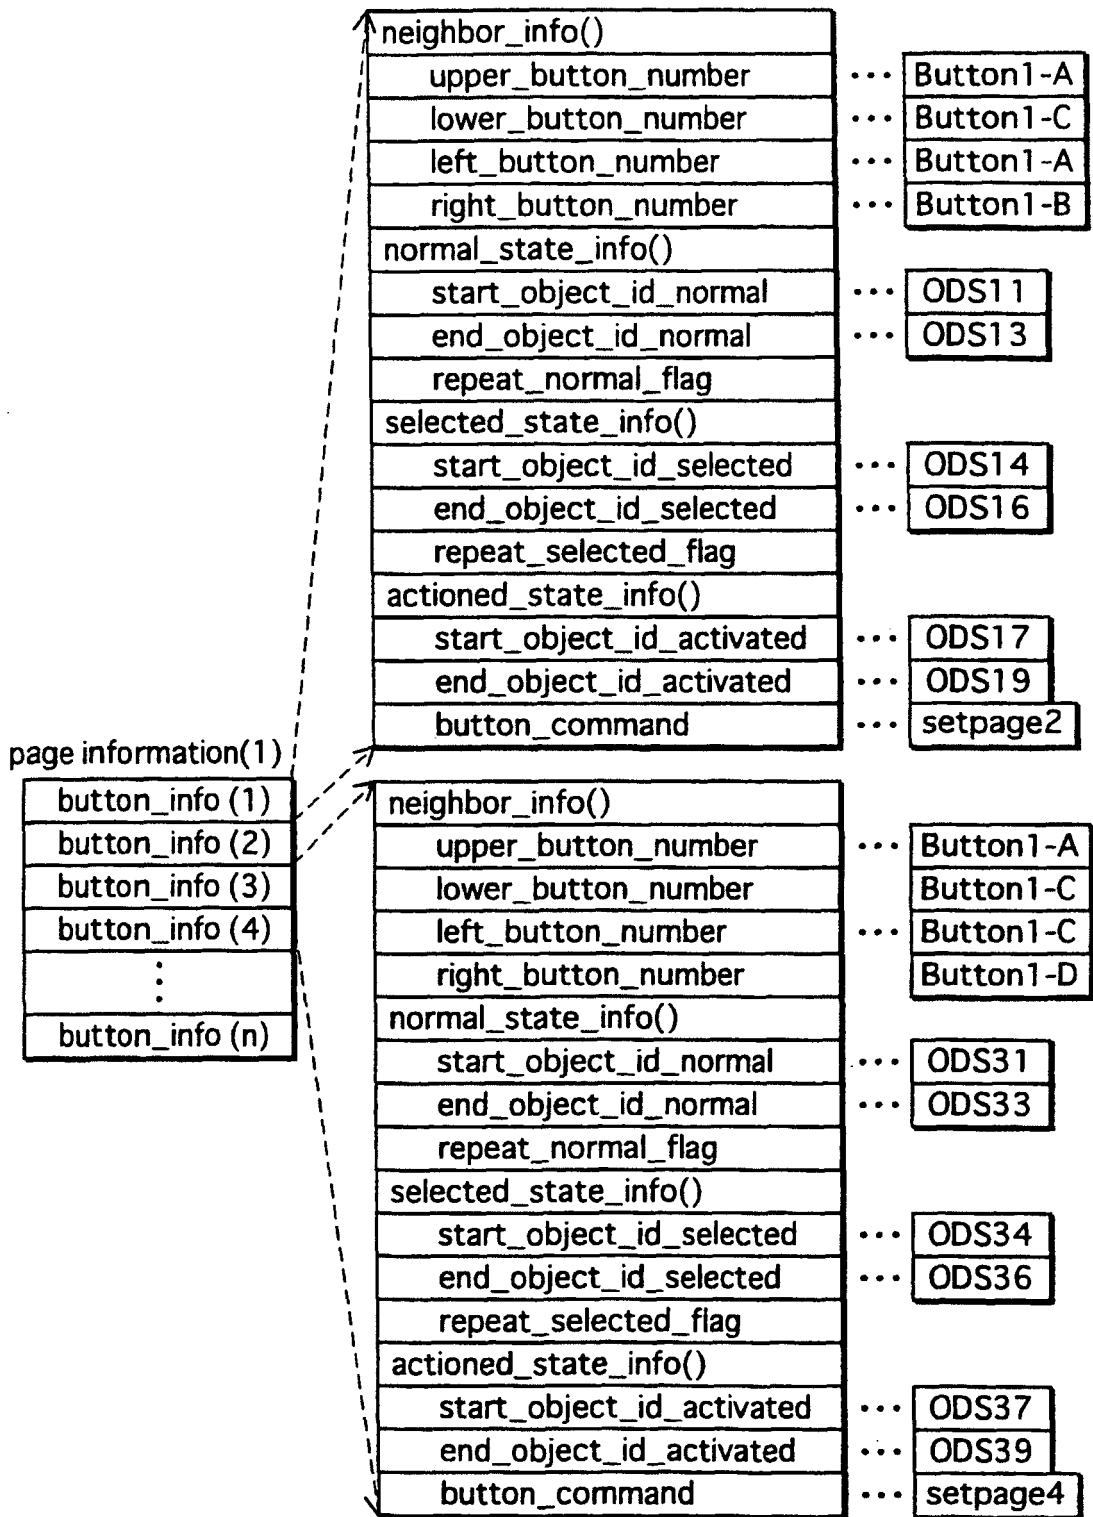 neighbor_info()
upper_button_number ••• Button1-A
lower_button_number ••• Button1-C
left_button_number ••• Button1-A
right_button_number ••• Button1-B
normal_state_info()
start_object_id_normal ••• ODS11
end_object_id_normal ••• ODS13
repeat_normal_flag
selected_state_info()
start_object_id_selected ••• ODS14
end_object_id_selected ••• ODS16
repeat_selected_flag
actioned_state_info()
start_object_id_activated ••• ODS17
end_object_id_activated ••• ODS19
button_command ••• setpage2
page information(1)
button_info (1)
button_info (2)
button_info (3)
button_info (4)
⋮
button_info (n)
neighbor_info()
upper_button_number ••• Button1-A
lower_button_number Button1-C
left_button_number ••• Button1-C
right_button_number Button1-D
normal_state_info()
start_object_id_normal ••• ODS31
end_object_id_normal ••• ODS33
repeat_normal_flag
selected_state_info()
start_object_id_selected ••• ODS34
end_object_id_selected ••• ODS36
repeat_selected_flag
actioned_state_info()
start_object_id_activated ••• ODS37
end_object_id_activated ••• ODS39
button_command ••• setpage4